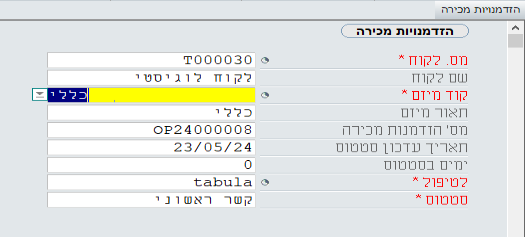 הזדמנויות מכירה
הזדמנויות מכירה
מס. לקוח * T000030
שם לקוח לקוח לוגיסטי
קוד מיזם * כללי
תאור מיזם כללי
מס' הזדמנות מכירה OP24000008
תאריך עדכון סטטוס 23/05/24
ימים בסטטוס 0
לטיפול * tabula
סטטוס * קשר ראשוני